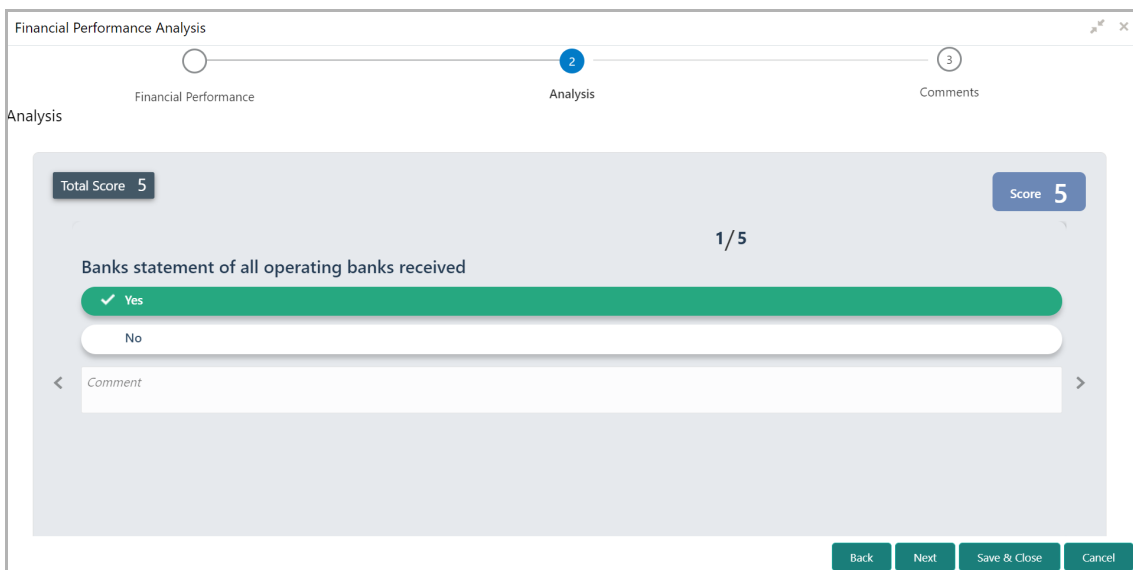 Financial Performance Analysis
2
3
Financial Performance
Analysis
Comments
Analysis
Total Score 5
Score 5
1/5
Banks statement of all operating banks received
Yes
No
Comment
Back Next Save & Close Cancel